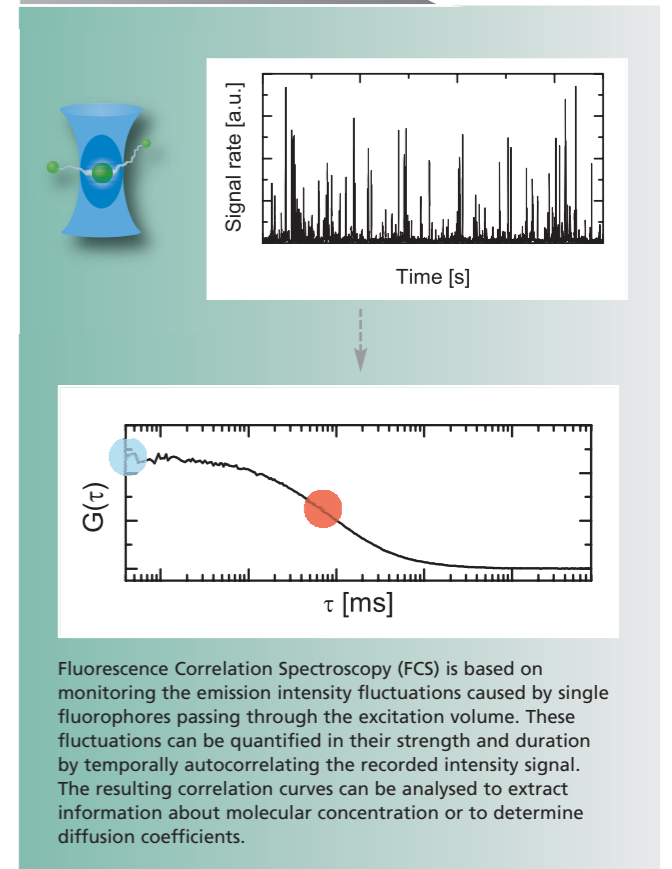 Signal rate [a.u.]
Time [s]
G(τ)
τ [ms]
Fluorescence Correlation Spectroscopy (FCS) is based on
monitoring the emission intensity fluctuations caused by single
fluorophores passing through the excitation volume. These
fluctuations can be quantified in their strength and duration
by temporally autocorrelating the recorded intensity signal.
The resulting correlation curves can be analysed to extract
information about molecular concentration or to determine
diffusion coefficients.